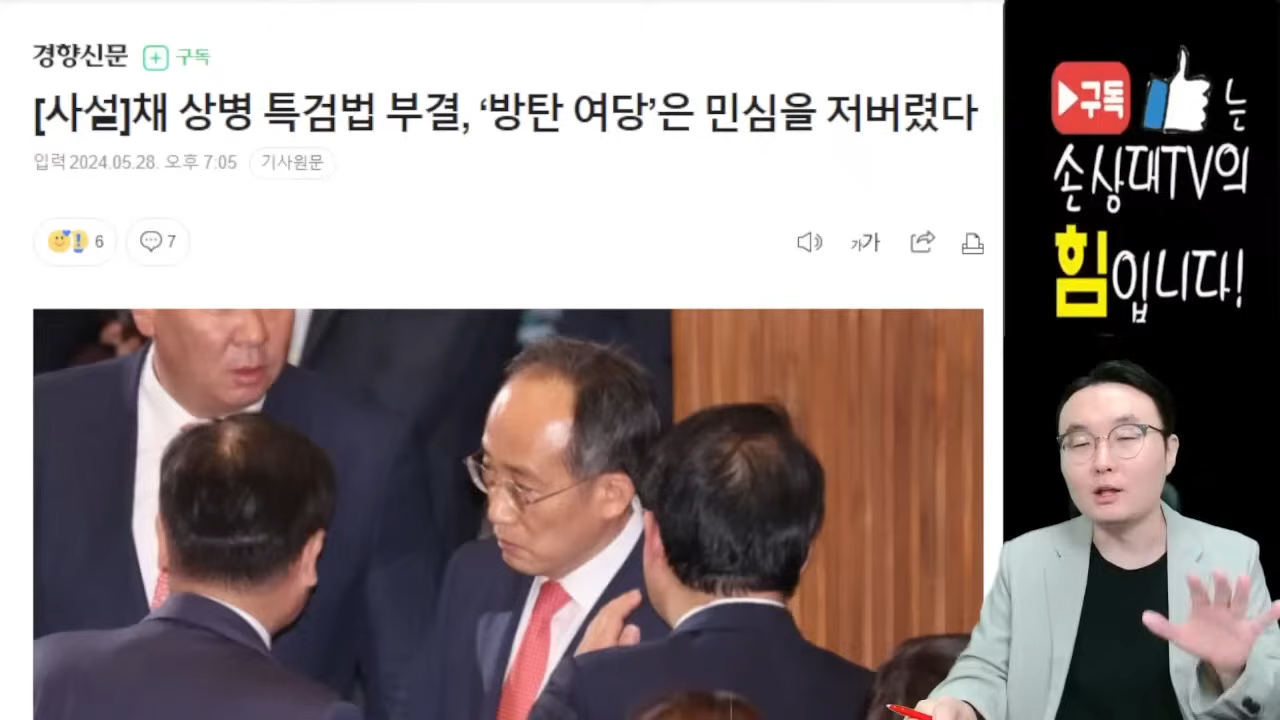 경향신문 구독
[사설]채 상병 특검법 부결, ‘방탄 여당’은 민심을 저버렸다
입력 2024.05.28. 오후 7:05 기사원문
6 7 가가
구독 는
손상대TV의
힘입니다!